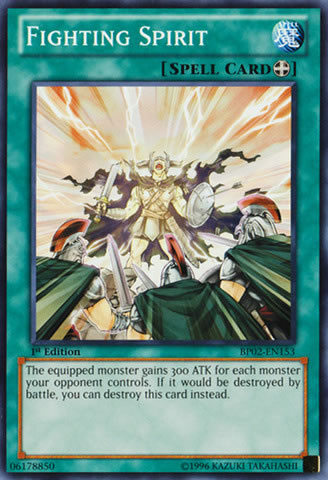 FIGHTING SPIRIT
魔
[SPELL CARD]
1st Edition
BP02-EN153
The equipped monster gains 300 ATK for each monster
your opponent controls. If it would be destroyed by
battle, you can destroy this card instead.
06178850
©1996 KAZUKI TAKAHASHI